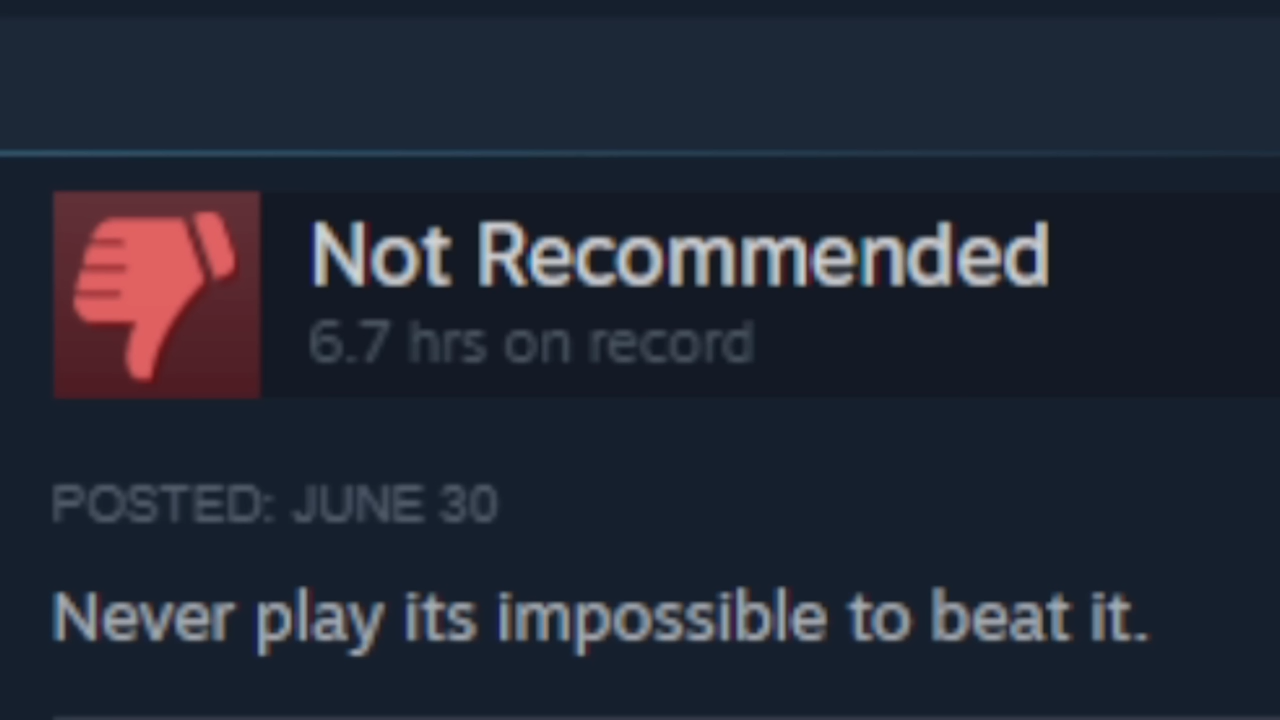 Not Recommended
6.7 hrs on record
POSTED: JUNE 30
Never play its impossible to beat it.